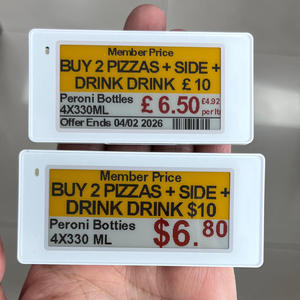 Member Price
BUY 2 PIZZAS + SIDE +
DRINK DRINK £ 10
Peroni Bottles
4X330ML
£ 6.50
£4.92
per lt
Offer Ends 04/02 2026
Member Price
BUY 2 PIZZAS + SIDE +
DRINK DRINK $10
Peroni Botties
4X330 ML
$6.80